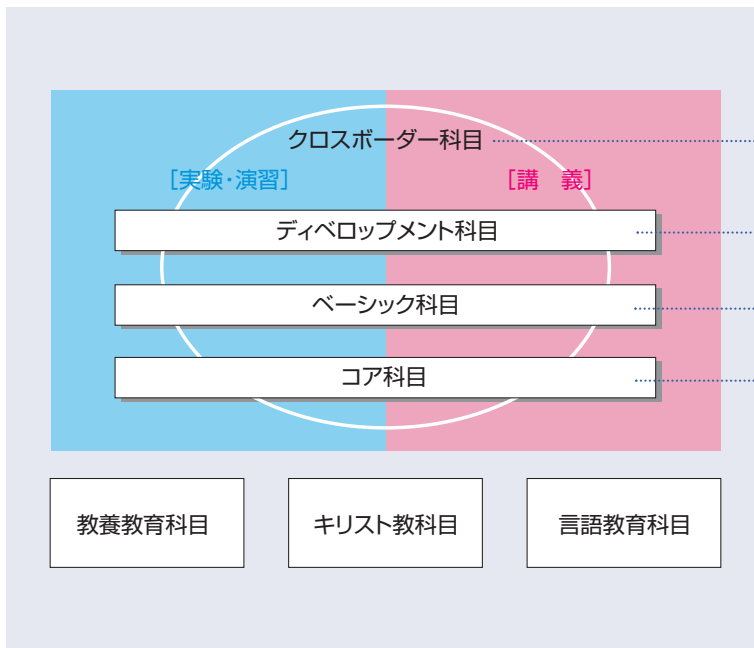 クロスボーダー科目
[実験・演習]
[講　義]
ディベロップメント科目
ベーシック科目
コア科目
教養教育科目
キリスト教科目
言語教育科目